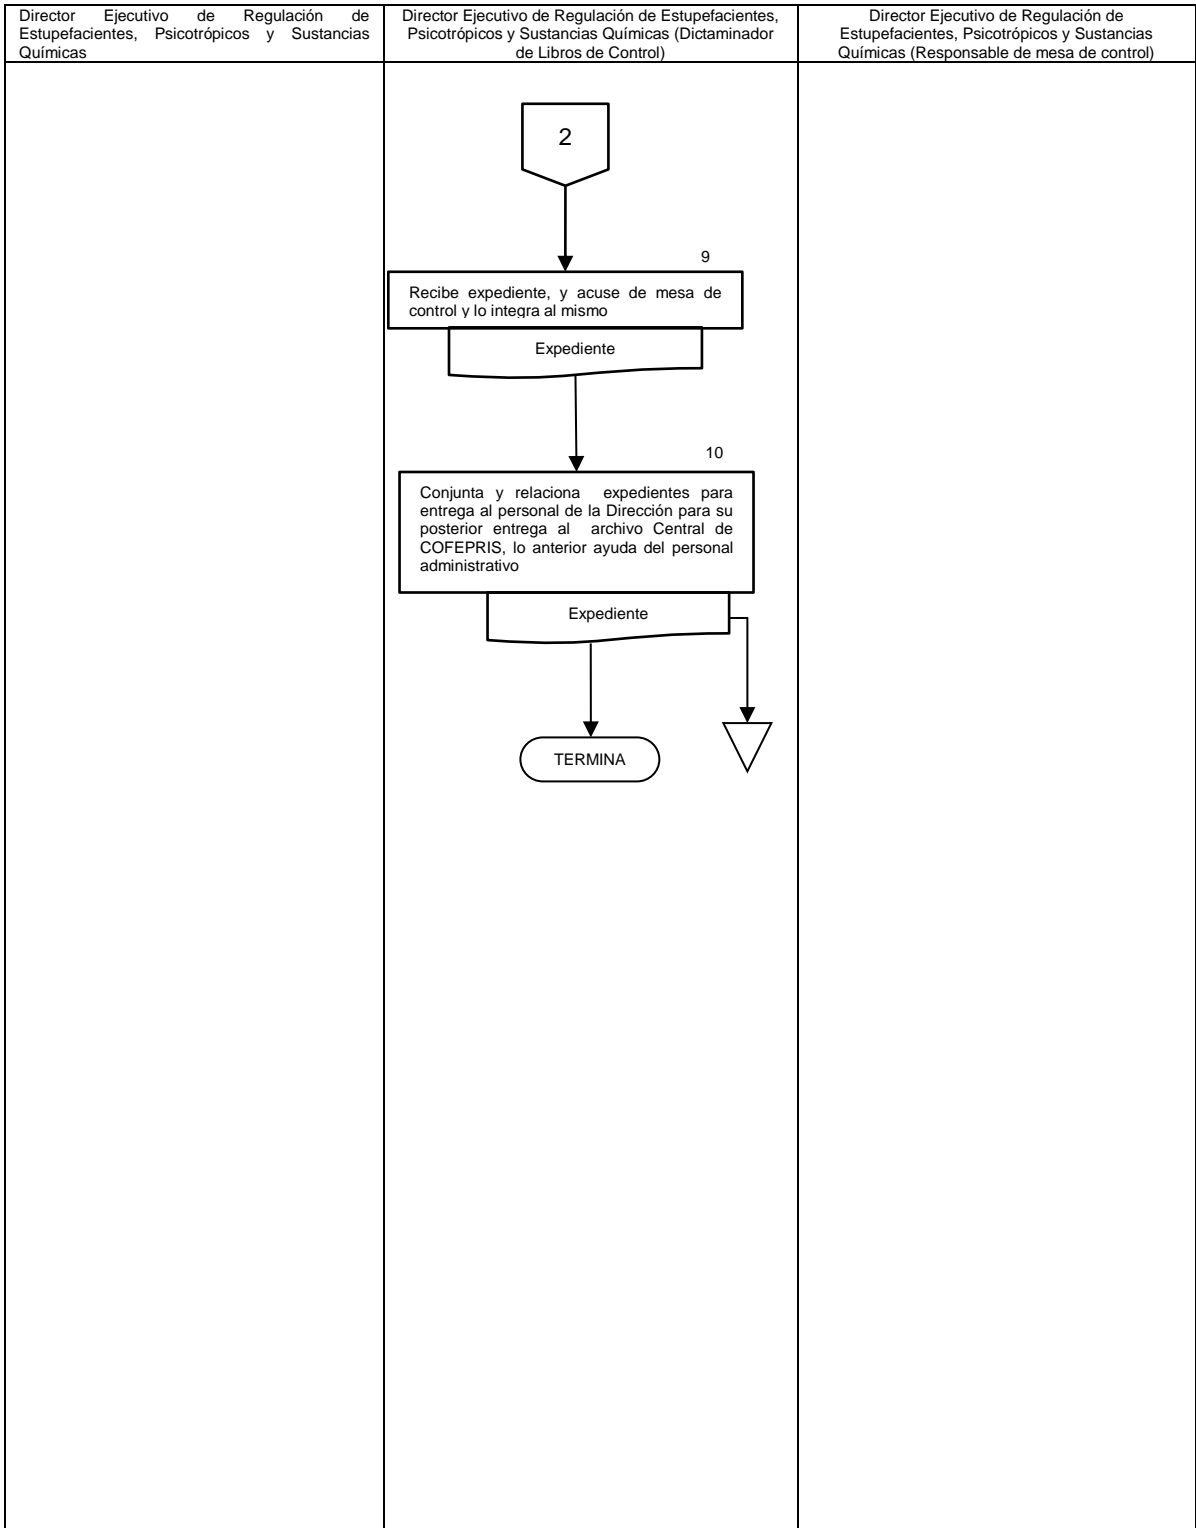 Director Ejecutivo de Regulación de
Estupefacientes, Psicotrópicos y Sustancias
Químicas
Director Ejecutivo de Regulación de Estupefacientes,
Psicotrópicos y Sustancias Químicas (Dictaminador
de Libros de Control)
Director Ejecutivo de Regulación de
Estupefacientes, Psicotrópicos y Sustancias
Químicas (Responsable de mesa de control)
2
9
Recibe expediente, y acuse de mesa de
control y lo integra al mismo
Expediente
10
Conjunta y relaciona expedientes para
entrega al personal de la Dirección para su
posterior entrega al archivo Central de
COFEPRIS, lo anterior ayuda del personal
administrativo
Expediente
TERMINA